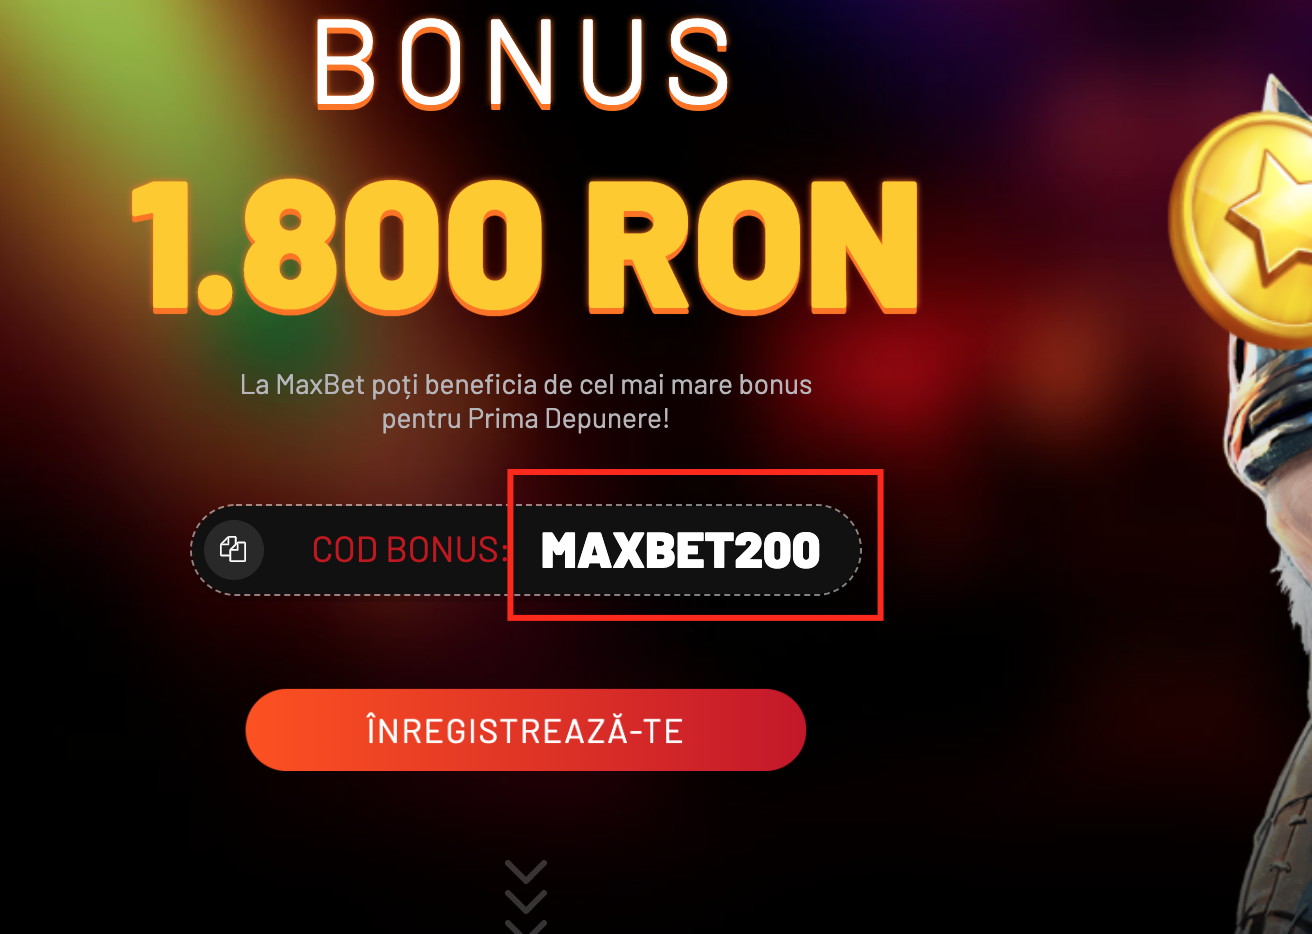 BONUS
1.800 RON
La MaxBet poți beneficia de cel mai mare bonus
pentru Prima Depunere!
COD BONUS: MAXBET200
ÎNREGISTREAZĂ-TE